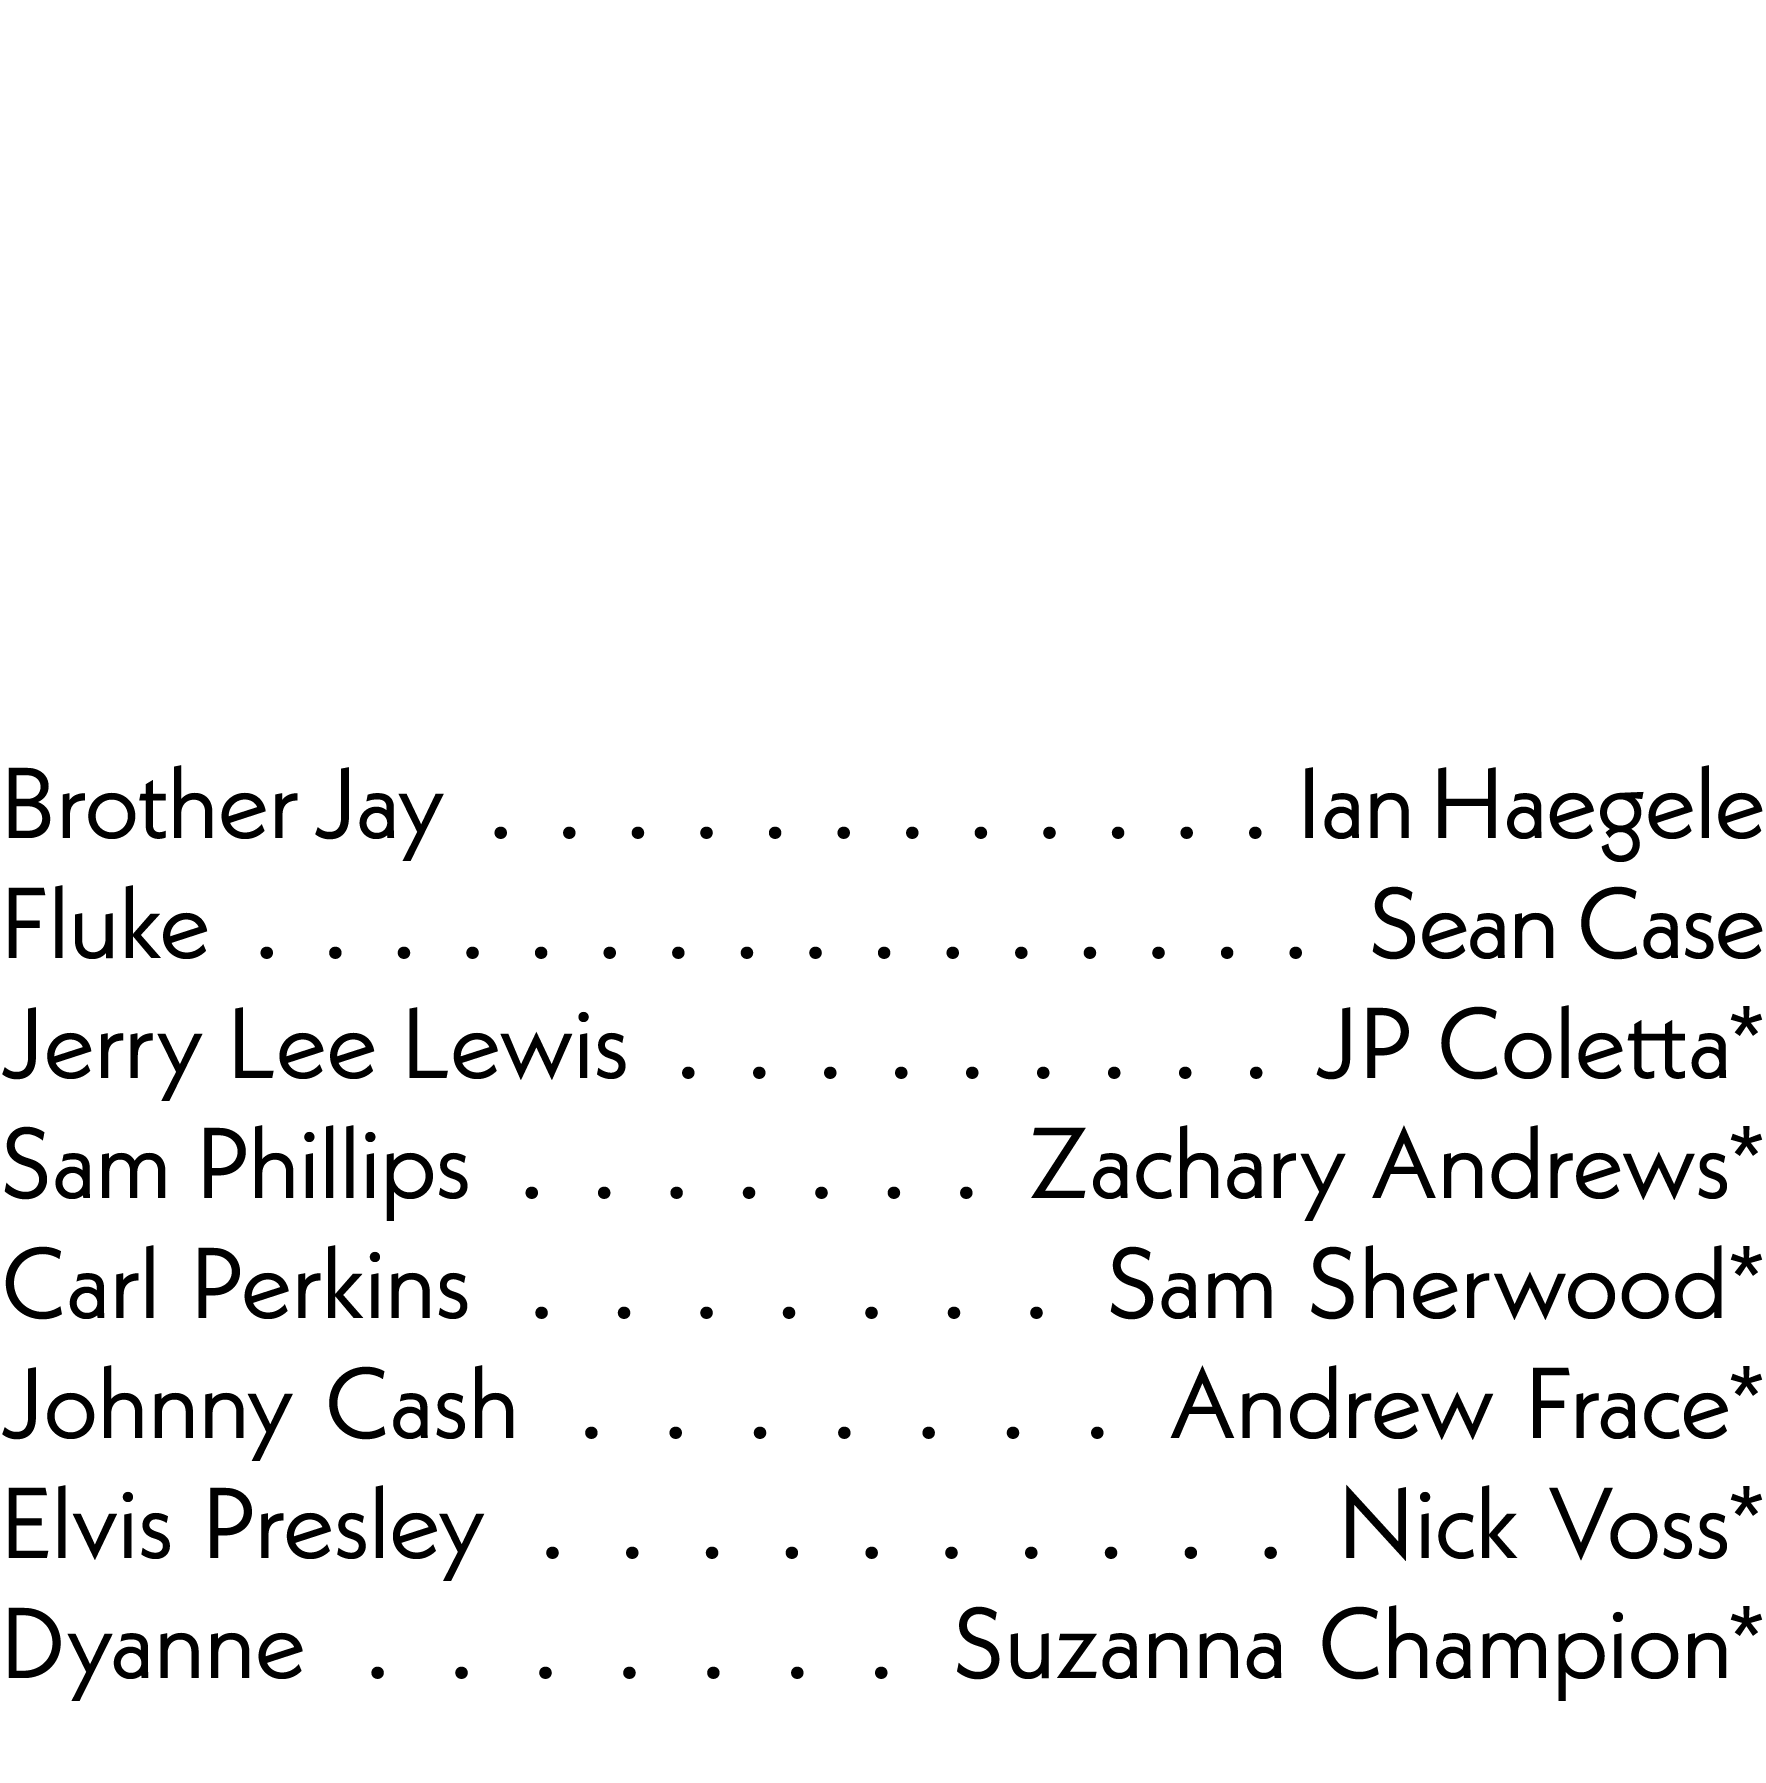 Brother Jay . . . . . . . . . . . . Ian Haegele
Fluke . . . . . . . . . . . . . . . . Sean Case
Jerry Lee Lewis . . . . . . . . . JP Coletta*
Sam Phillips . . . . . . . Zachary Andrews*
Carl Perkins . . . . . . . Sam Sherwood*
Johnny Cash . . . . . . . Andrew Frace*
Elvis Presley . . . . . . . . . . Nick Voss*
Dyanne . . . . . . . Suzanna Champion*